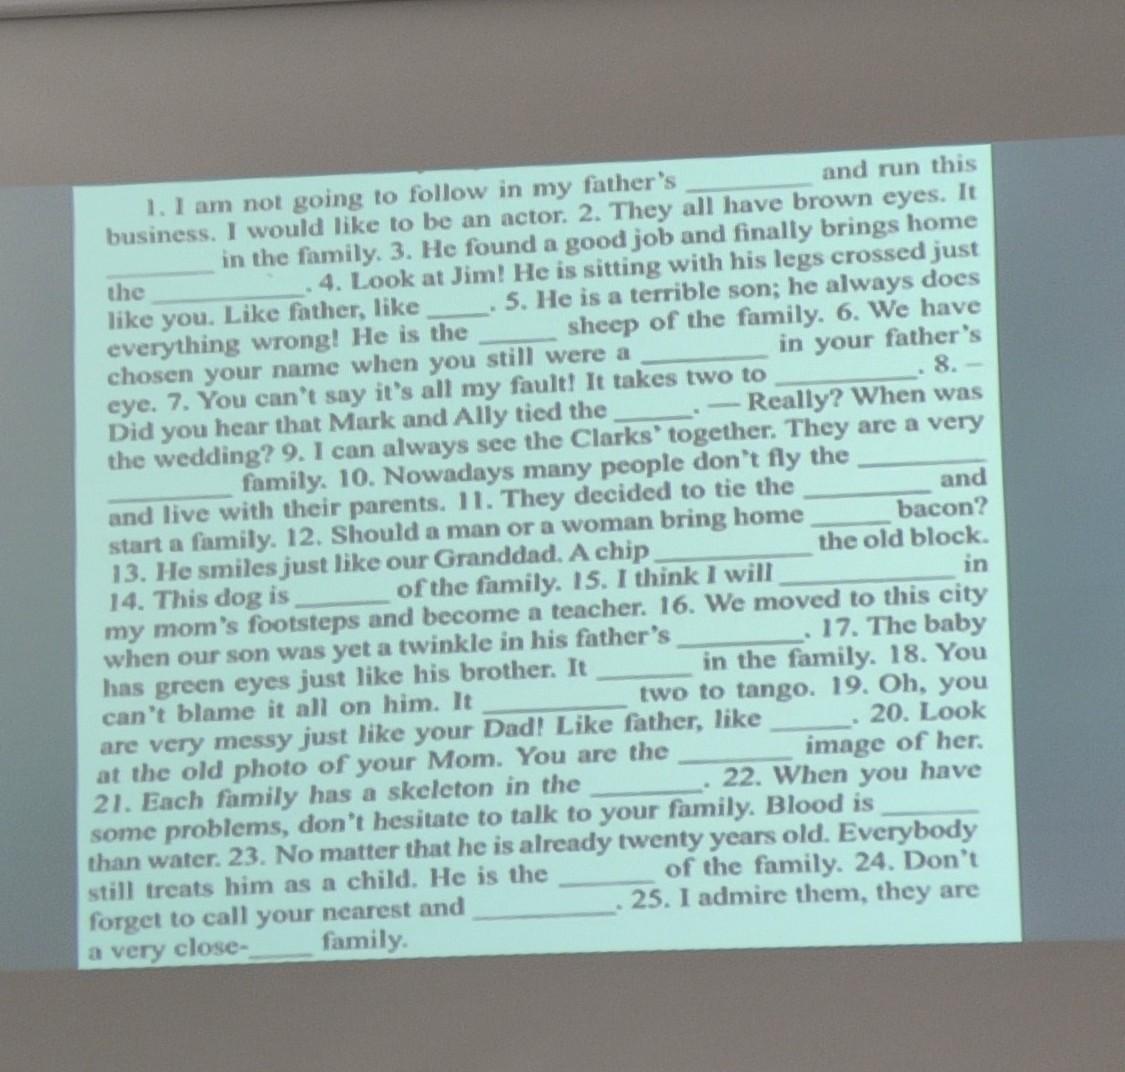 1. I am not going to follow in my father's ________ and run this
business. I would like to be an actor. 2. They all have brown eyes. It
________ in the family. 3. He found a good job and finally brings home
the ________. 4. Look at Jim! He is sitting with his legs crossed just
like you. Like father, like ____. 5. He is a terrible son; he always does
everything wrong! He is the _____ sheep of the family. 6. We have
chosen your name when you still were a ________ in your father's
eye. 7. You can't say it's all my fault! It takes two to _________. 8. —
Did you hear that Mark and Ally tied the _____. — Really? When was
the wedding? 9. I can always see the Clarks' together. They are a very
________ family. 10. Nowadays many people don't fly the ________
and live with their parents. 11. They decided to tie the ________ and
start a family. 12. Should a man or a woman bring home _____ bacon?
13. He smiles just like our Granddad. A chip __________ the old block.
14. This dog is ______ of the family. 15. I think I will ___________ in
my mom's footsteps and become a teacher. 16. We moved to this city
when our son was yet a twinkle in his father's ________. 17. The baby
has green eyes just like his brother. It ______ in the family. 18. You
can't blame it all on him. It _________ two to tango. 19. Oh, you
are very messy just like your Dad! Like father, like _____. 20. Look
at the old photo of your Mom. You are the _______ image of her.
21. Each family has a skeleton in the _______. 22. When you have
some problems, don't hesitate to talk to your family. Blood is ______
than water. 23. No matter that he is already twenty years old. Everybody
still treats him as a child. He is the ______ of the family. 24. Don't
forget to call your nearest and _________. 25. I admire them, they are
a very close-____ family.